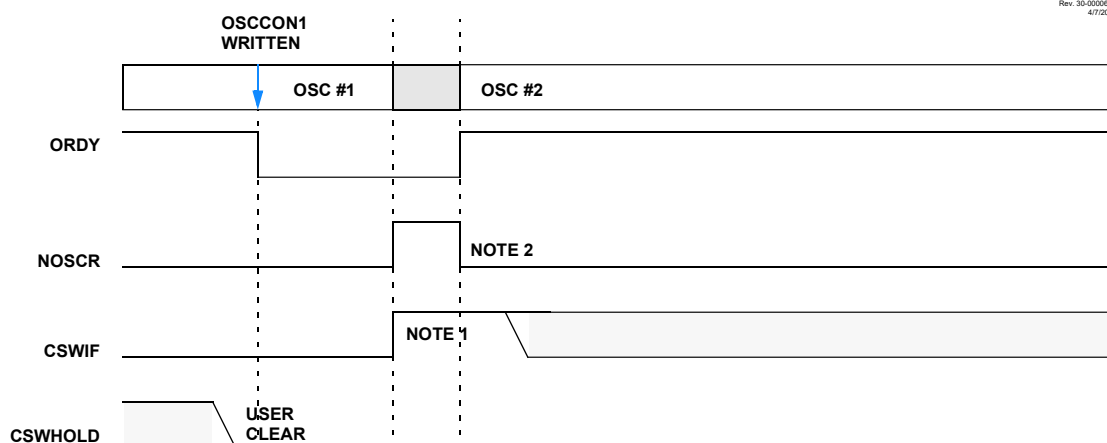 Rev. 30-00006
4/7/20
OSCCON1
WRITTEN
OSC #1
OSC #2
ORDY
NOSCR
NOTE 2
CSWIF
NOTE 1
CSWHOLD
USER
CLEAR